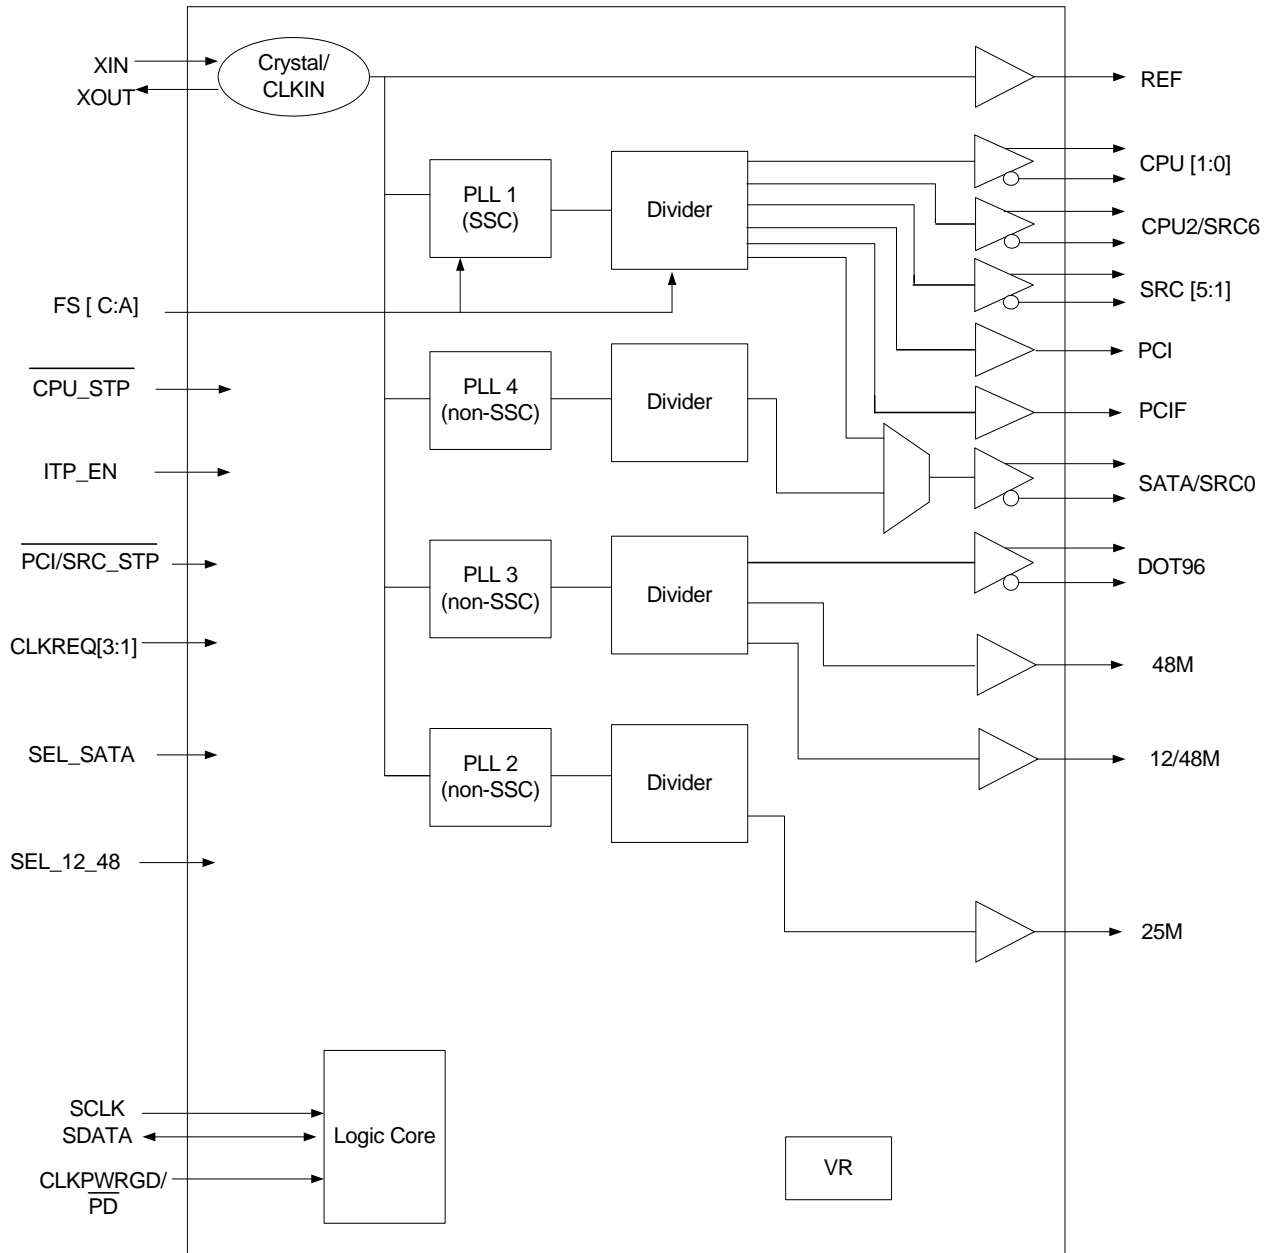 XIN
XOUT
Crystal/
CLKIN
REF
PLL 1
(SSC)
Divider
CPU [1:0]
CPU2/SRC6
SRC [5:1]
FS [ C:A]
PCI
CPU_STP
PLL 4
(non-SSC)
Divider
PCIF
ITP_EN
SATA/SRC0
PCI/SRC_STP
PLL 3
(non-SSC)
Divider
DOT96
CLKREQ[3:1]
48M
SEL_SATA
PLL 2
(non-SSC)
Divider
12/48M
SEL_12_48
25M
SCLK
SDATA
CLKPWRGD/
PD
Logic Core
VR